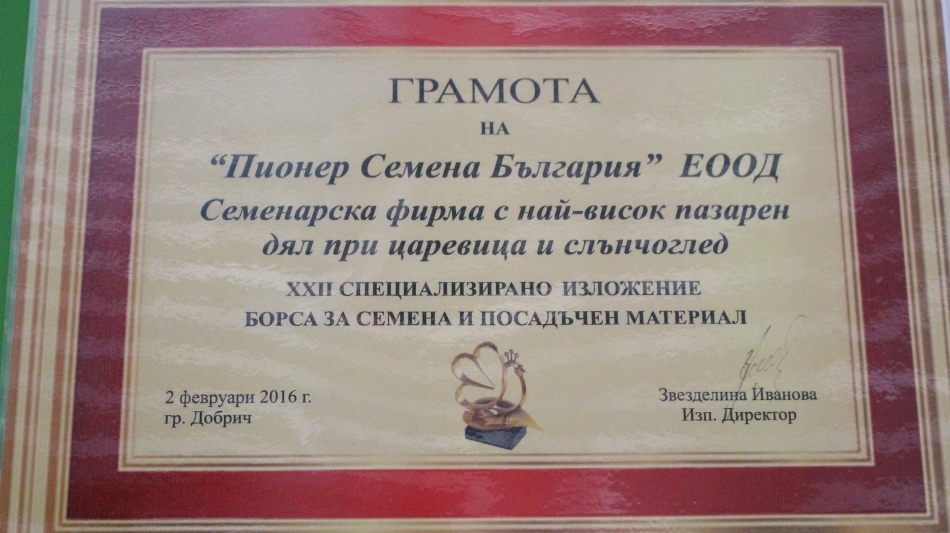 ГРАМОТА
НА
“Пионер Семена България” ЕООД
Семенарска фирма с най-висок пазарен
дял при царевица и слънчоглед
XXII СПЕЦИАЛИЗИРАНО ИЗЛОЖЕНИЕ
БОРСА ЗА СЕМЕНА И ПОСАДЪЧЕН МАТЕРИАЛ
2 февруари 2016 г.
гр. Добрич
Звезделина Иванова
Изп. Директор